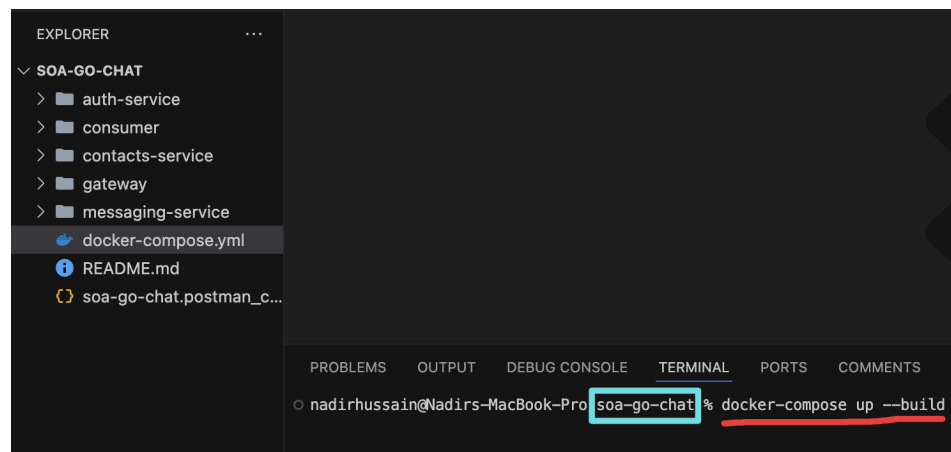 EXPLORER ...
SOA-GO-CHAT
auth-service
consumer
contacts-service
gateway
messaging-service
docker-compose.yml
README.md
{} soa-go-chat.postman_c...
PROBLEMS OUTPUT DEBUG CONSOLE TERMINAL PORTS COMMENTS
nadirhussain@Nadirs-MacBook-Pro soa-go-chat % docker-compose up --build